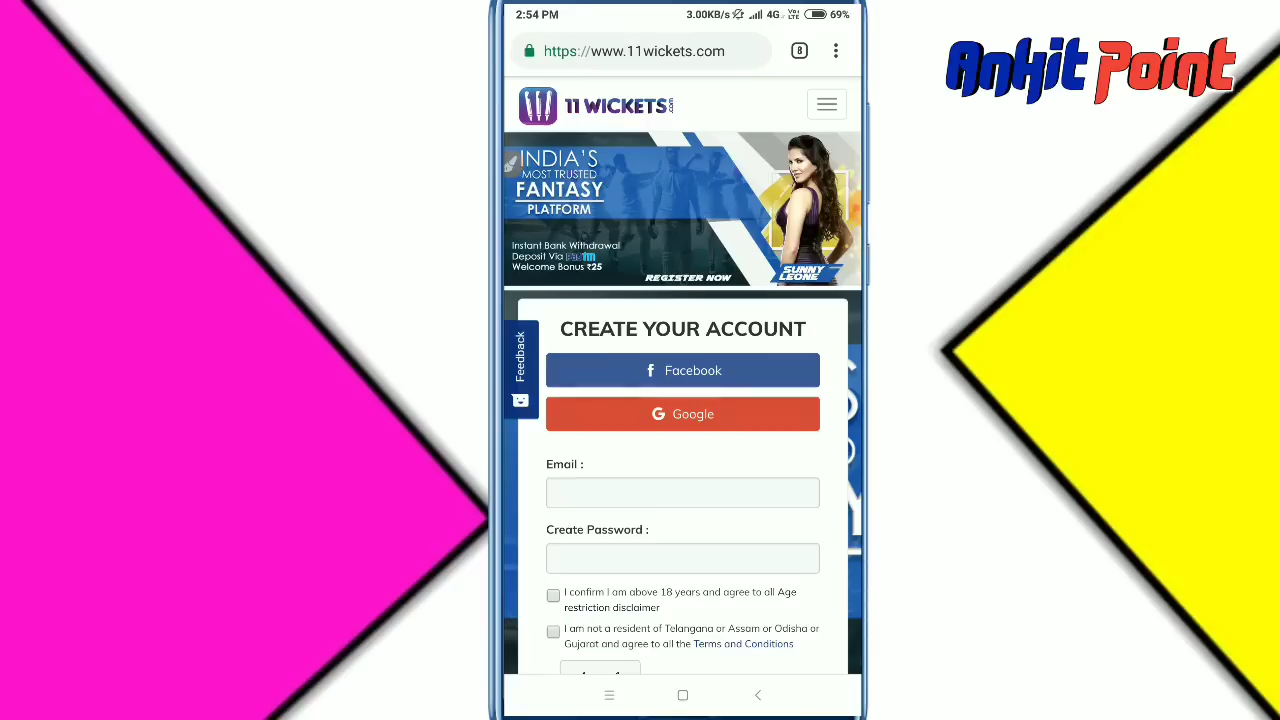 2:54 PM
3.00KB/s 4G VoLTE 69%
https://www.11wickets.com
8
Ankit Point
11 WICKETS.com
INDIA'S
MOST TRUSTED
FANTASY
PLATFORM
Instant Bank Withdrawal
Deposit Via Paytm
Welcome Bonus ₹25
REGISTER NOW
SUNNY
LEONE
CREATE YOUR ACCOUNT
Facebook
Google
Feedback
Email :
Create Password :
I confirm I am above 18 years and agree to all Age
restriction disclaimer
I am not a resident of Telangana or Assam or Odisha or
Gujarat and agree to all the Terms and Conditions